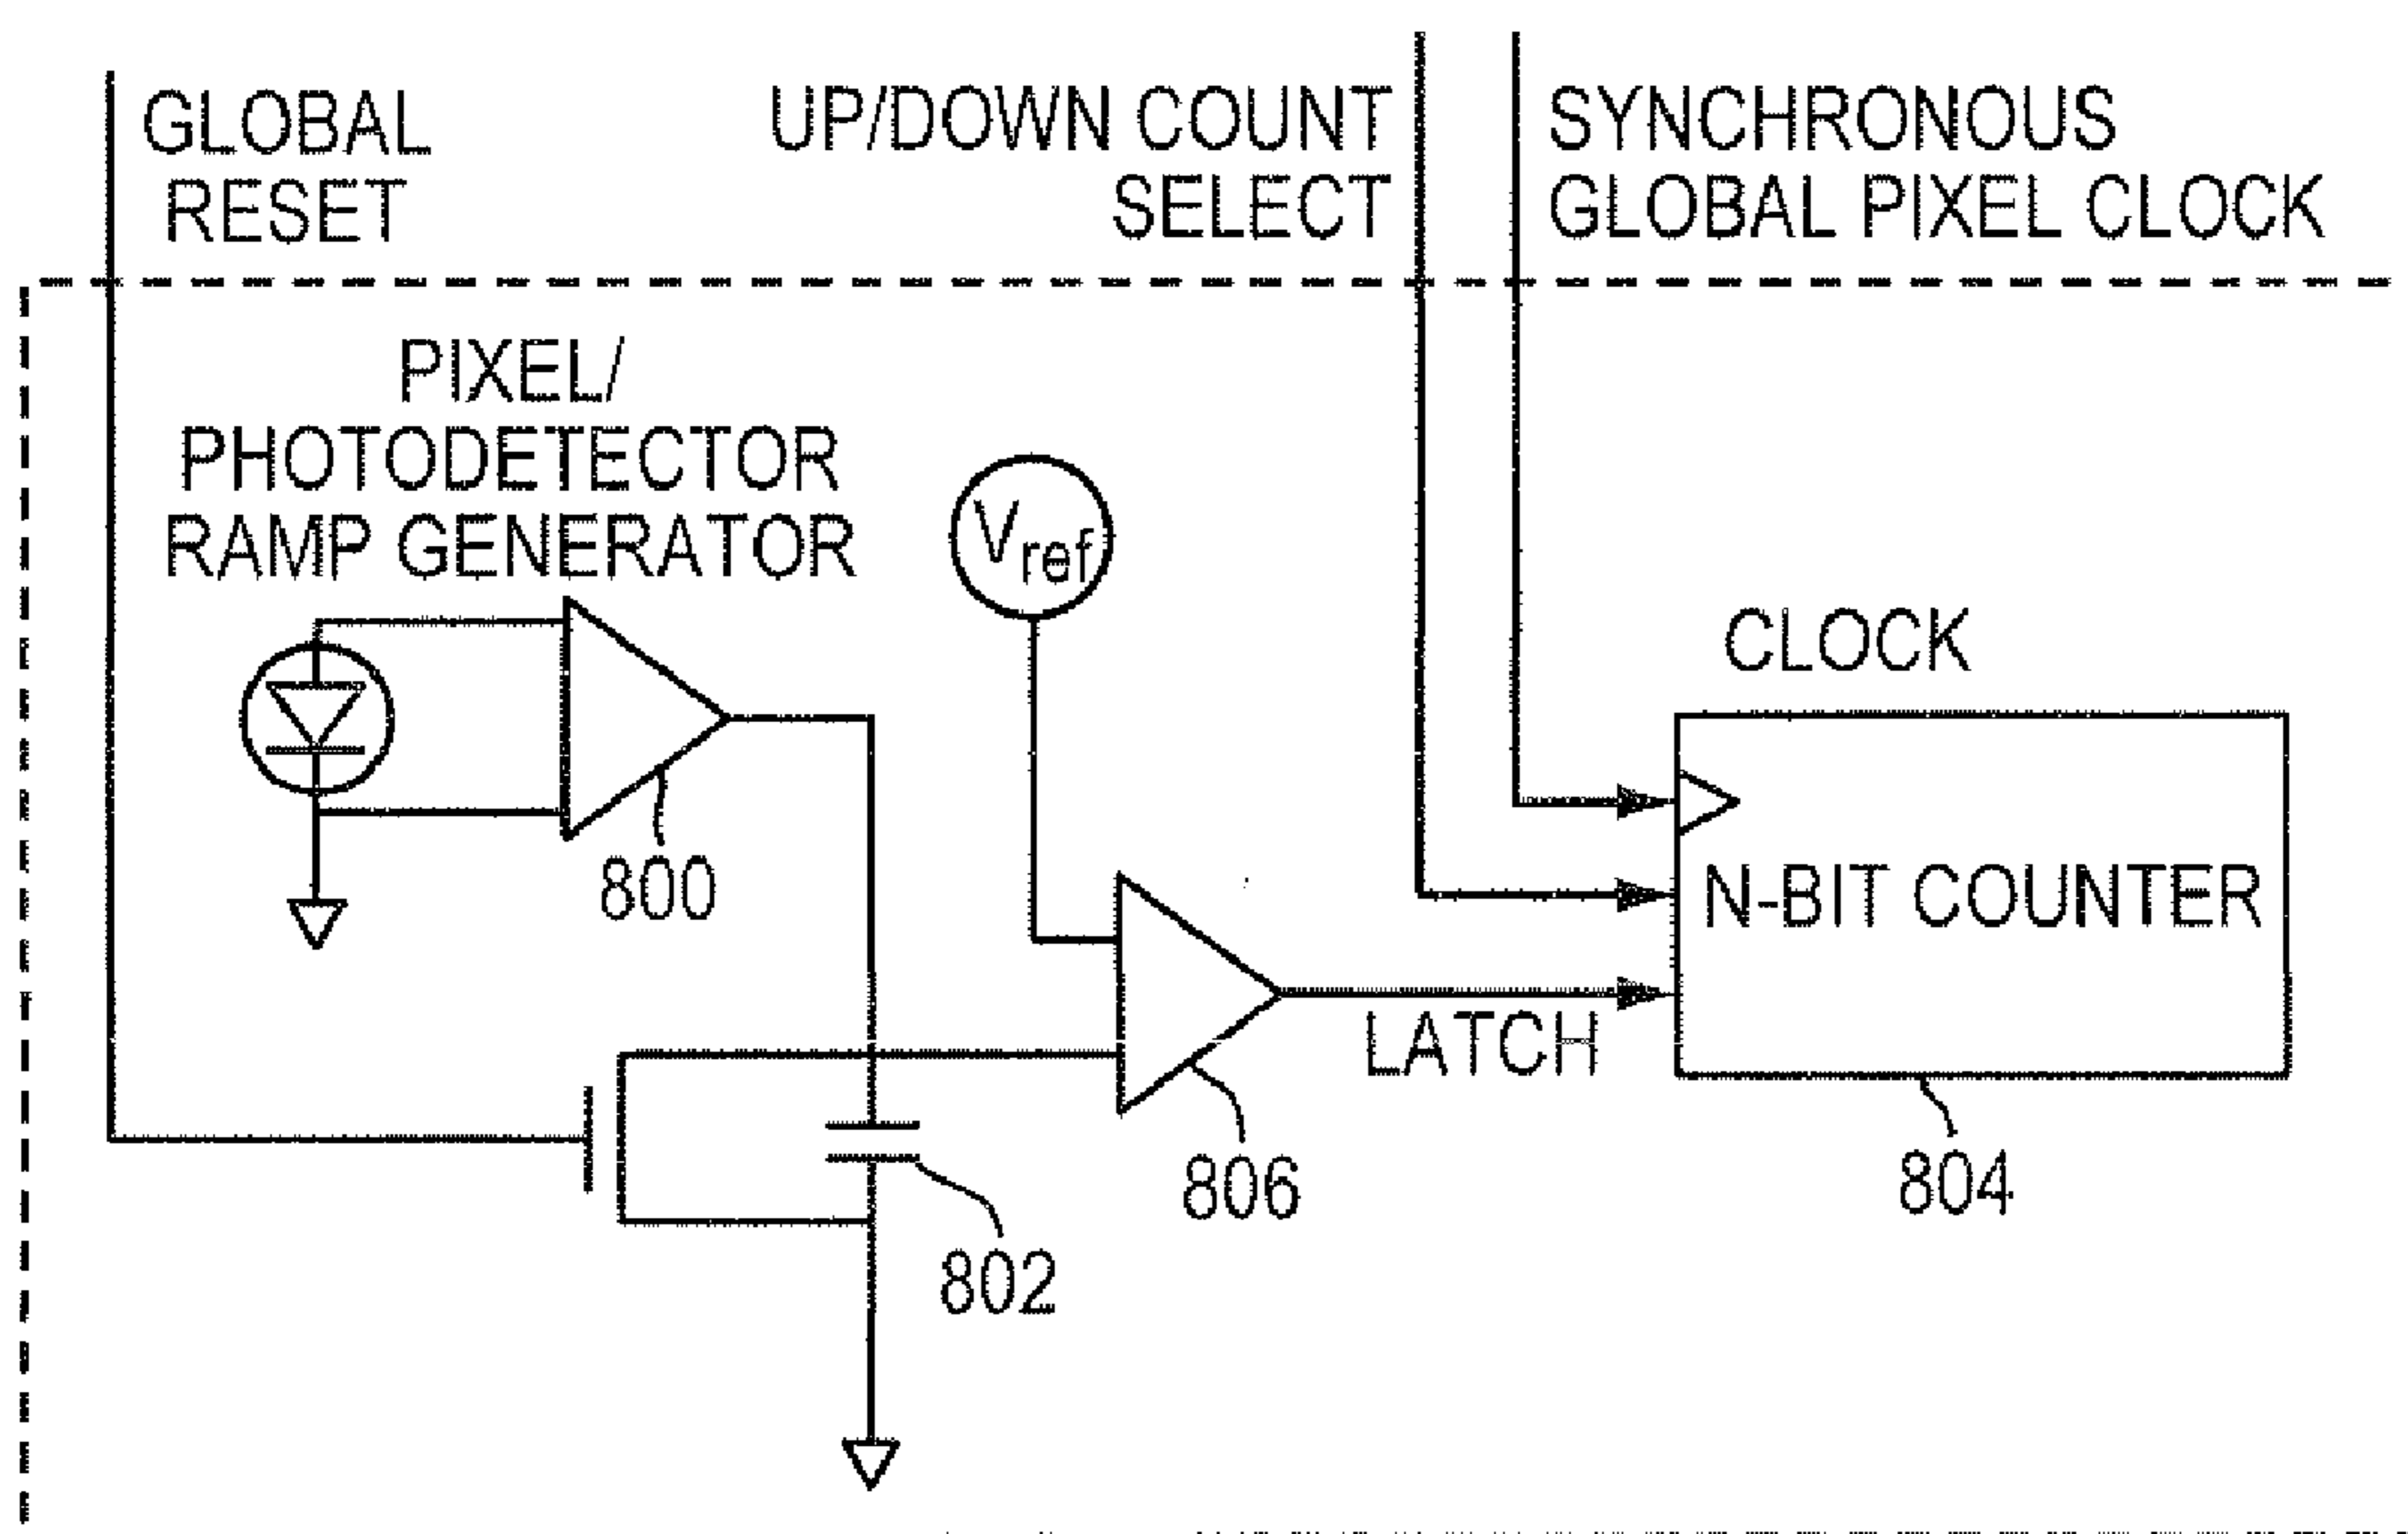 GLOBAL
RESET
UP/DOWN COUNT
SELECT
SYNCHRONOUS
GLOBAL PIXEL CLOCK
PIXEL/
PHOTODETECTOR
RAMP GENERATOR
Vref
CLOCK
800
N-BIT COUNTER
LATCH
806
804
802